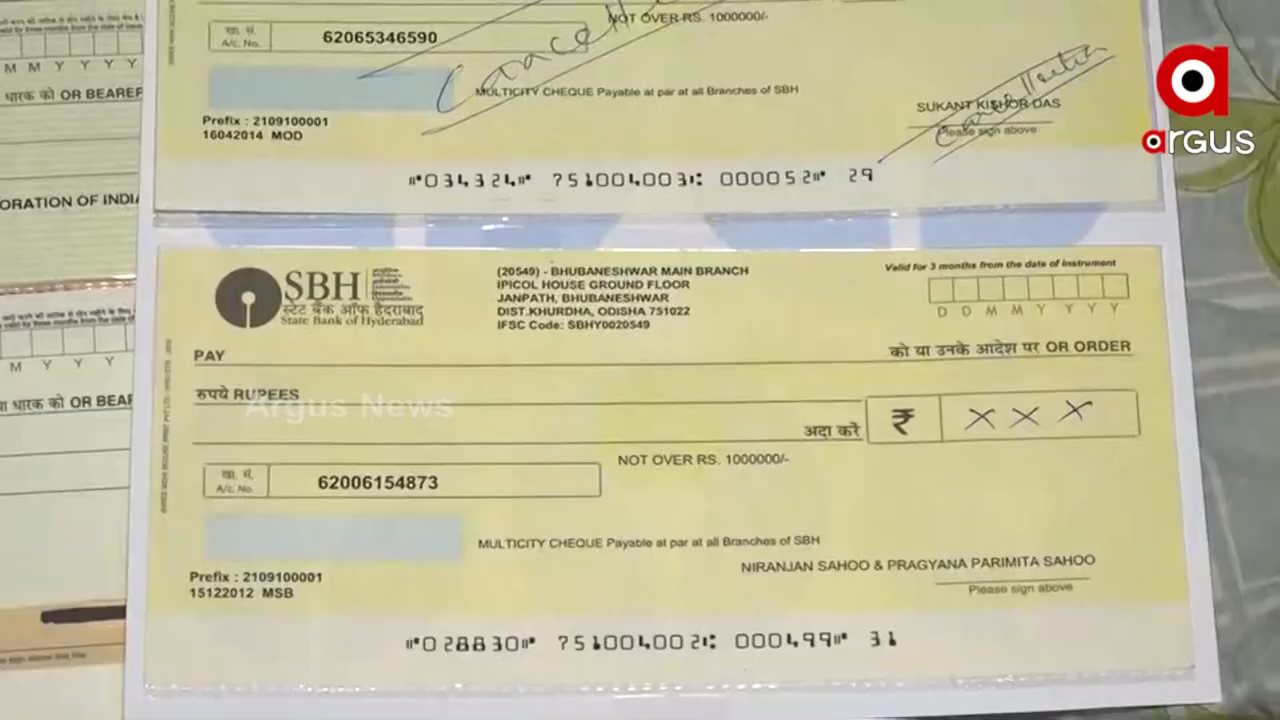 NOT OVER RS. 1000000/-
खा. सं.
A/c. No.
62065346590
MULTICITY CHEQUE Payable at par at all Branches of SBH
SUKANT KISHOR DAS
Please sign above
Prefix : 2109100001
16042014 MOD
⑈034324⑈ 751004003⑆ 000052⑈ 29
argus
M M Y Y Y Y
धारक को OR BEARER
ORATION OF INDIA
M Y Y Y
धारक को OR BEAR
SBH
स्टेट बैंक ऑफ हैदराबाद
State Bank of Hyderabad
(20549) - BHUBANESHWAR MAIN BRANCH
IPICOL HOUSE GROUND FLOOR
JANPATH, BHUBANESHWAR
DIST.KHURDHA, ODISHA 751022
IFSC Code: SBHY0020549
Valid for 3 months from the date of instrument
D D M M Y Y Y Y
PAY
को या उनके आदेश पर OR ORDER
रुपये RUPEES
Argus News
अदा करें
₹ X X X
NOT OVER RS. 1000000/-
खा. सं.
A/c. No.
62006154873
MULTICITY CHEQUE Payable at par at all Branches of SBH
NIRANJAN SAHOO & PRAGYANA PARIMITA SAHOO
Please sign above
Prefix : 2109100001
15122012 MSB
⑈028830⑈ 751004002⑆ 000499⑈ 31